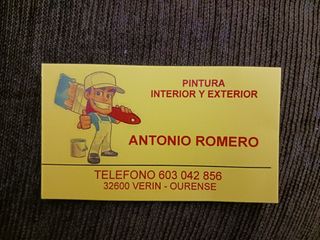 PINTURA
INTERIOR Y EXTERIOR
ANTONIO ROMERO
TELEFONO 603 042 856
32600 VERIN - OURENSE